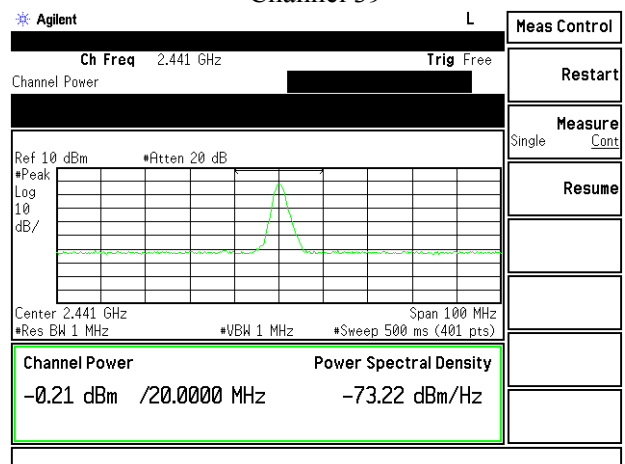 Channel 39
Agilent L
Ch Freq 2.441 GHz Trig Free
Channel Power
Ref 10 dBm #Atten 20 dB
#Peak
Log
10
dB/
Center 2.441 GHz Span 100 MHz
#Res BW 1 MHz #VBW 1 MHz #Sweep 500 ms (401 pts)
Channel Power Power Spectral Density
-0.21 dBm /20.0000 MHz -73.22 dBm/Hz
Meas Control
Restart
Measure
Single Cont
Resume